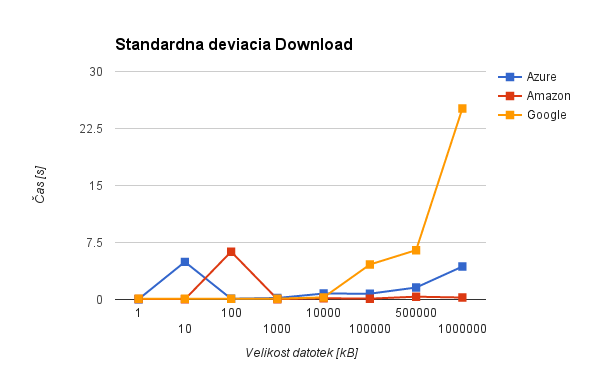 Standardna deviacia Download
30
22.5
15
7.5
0
Čas [s]
1
10
100
1000
10000
100000
500000
1000000
Velikost datotek [kB]
Azure
Amazon
Google